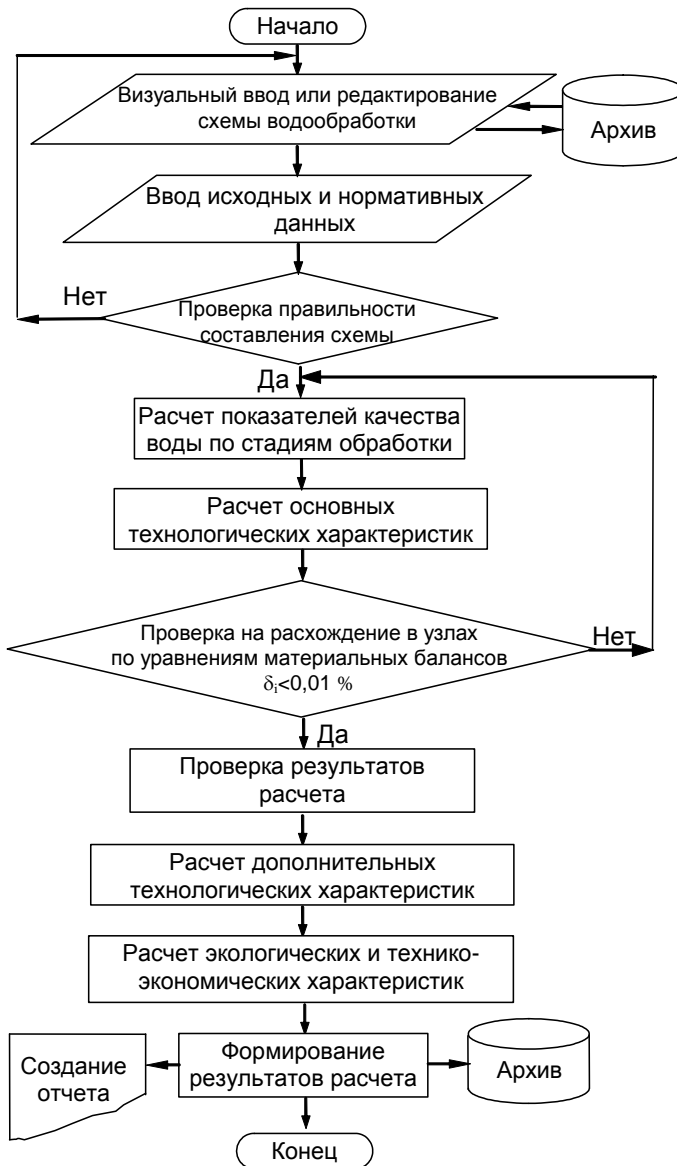 Начало
Визуальный ввод или редактирование
схемы водообработки
Архив
Ввод исходных и нормативных
данных
Нет
Проверка правильности
составления схемы
Да
Расчет показателей качества
воды по стадиям обработки
Расчет основных
технологических характеристик
Проверка на расхождение в узлах
по уравнениям материальных балансов
δi<0,01 %
Нет
Да
Проверка результатов
расчета
Расчет дополнительных
технологических характеристик
Расчет экологических и технико-
экономических характеристик
Создание
отчета
Формирование
результатов расчета
Архив
Конец